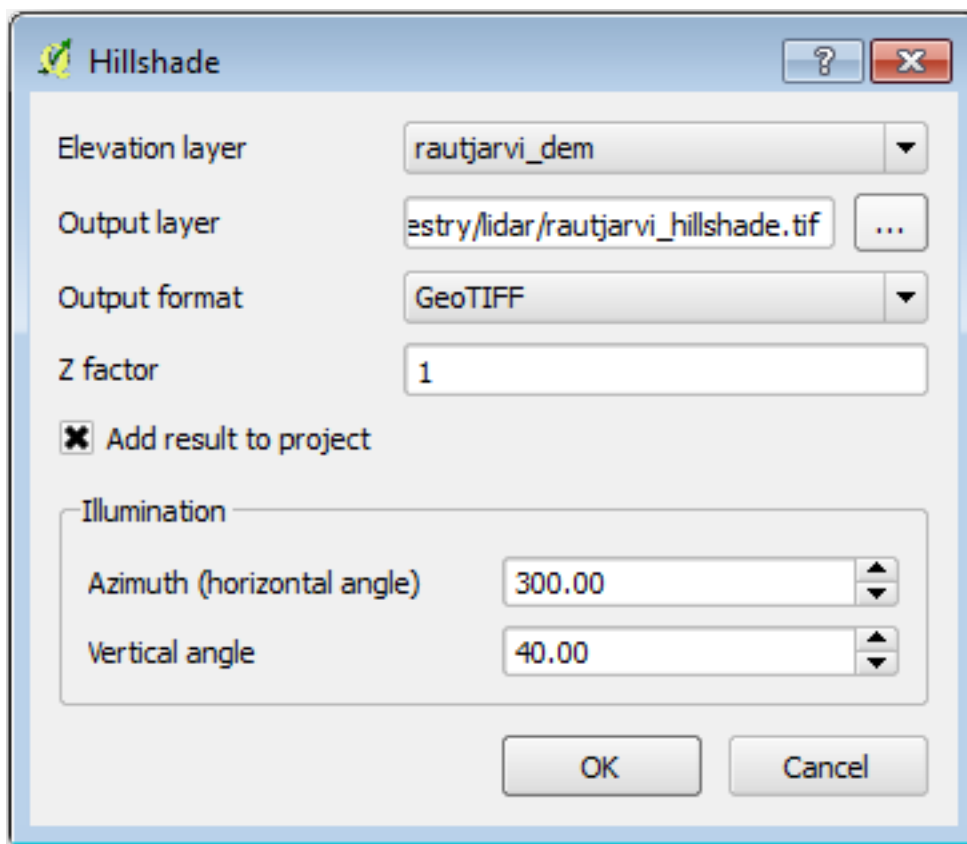 Hillshade
Elevation layer rautjarvi_dem
Output layer estry/lidar/rautjarvi_hillshade.tif ...
Output format GeoTIFF
Z factor 1
Add result to project
Illumination
Azimuth (horizontal angle) 300.00
Vertical angle 40.00
OK Cancel